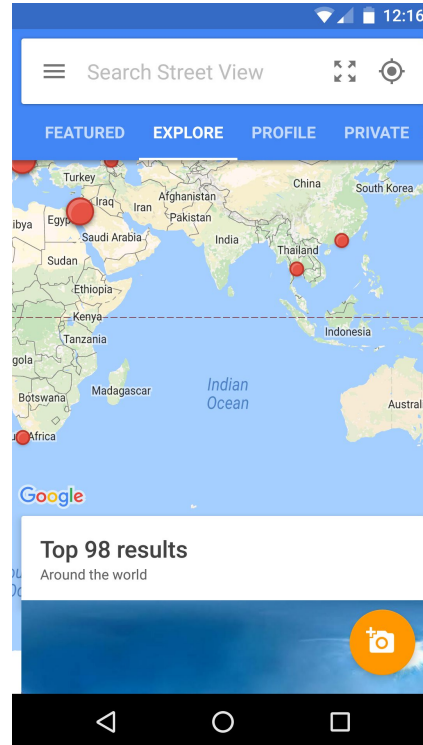 12:16
Search Street View
FEATURED EXPLORE PROFILE PRIVATE
Turkey
China
South Korea
Iraq
Iran
Afghanistan
Pakistan
ibya
Egyp
Saudi Arabia
India
Thailand
Sudan
Ethiopia
Kenya
Indonesia
Tanzania
gola
Botswana
Madagascar
Indian
Ocean
Austral
Africa
Google
Top 98 results
Around the world